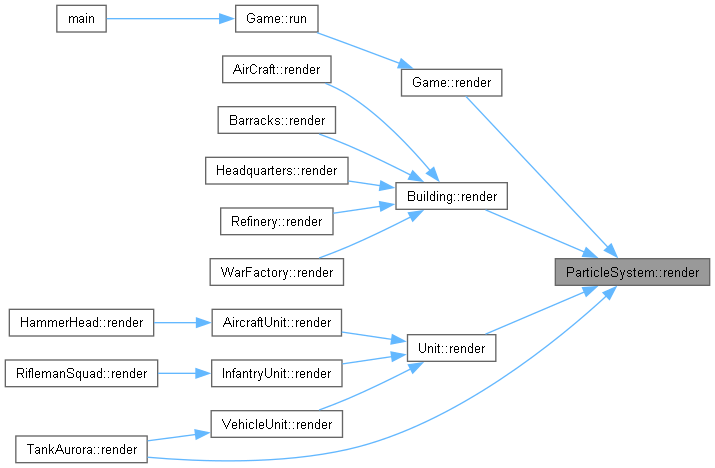 main
Game::run
AirCraft::render
Game::render
Barracks::render
Headquarters::render
Building::render
Refinery::render
WarFactory::render
ParticleSystem::render
HammerHead::render
AircraftUnit::render
Unit::render
RiflemanSquad::render
InfantryUnit::render
VehicleUnit::render
TankAurora::render